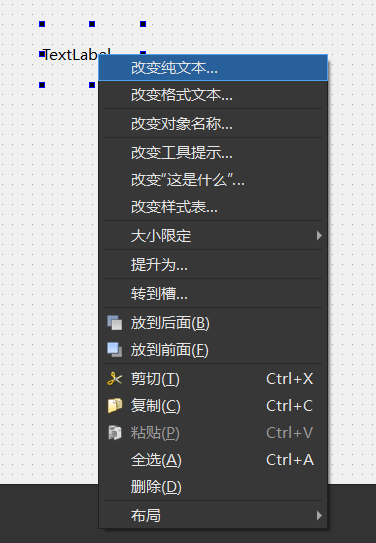 TextLabel
改变纯文本...
改变格式文本...
改变对象名称...
改变工具提示...
改变“这是什么”...
改变样式表...
大小限定
提升为...
转到槽...
放到后面(B)
放到前面(F)
剪切(T) Ctrl+X
复制(C) Ctrl+C
粘贴(P) Ctrl+V
全选(A) Ctrl+A
删除(D)
布局